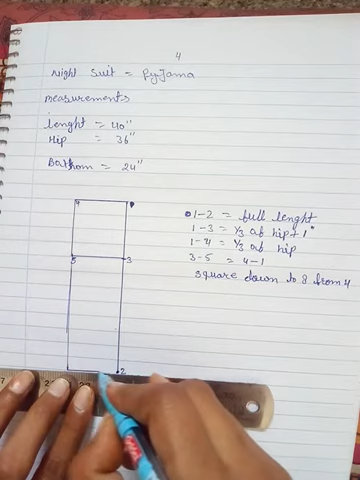 4
Night Suit = PyJama
measurements
Lenght = 40"
Hip = 36"
Bathom = 24"
1-2 = full lenght
1-3 = 1/3 of hip + 1"
1-4 = 1/3 of hip
3-5 = 4-1
square down to 8 from 4
4
5 3
2